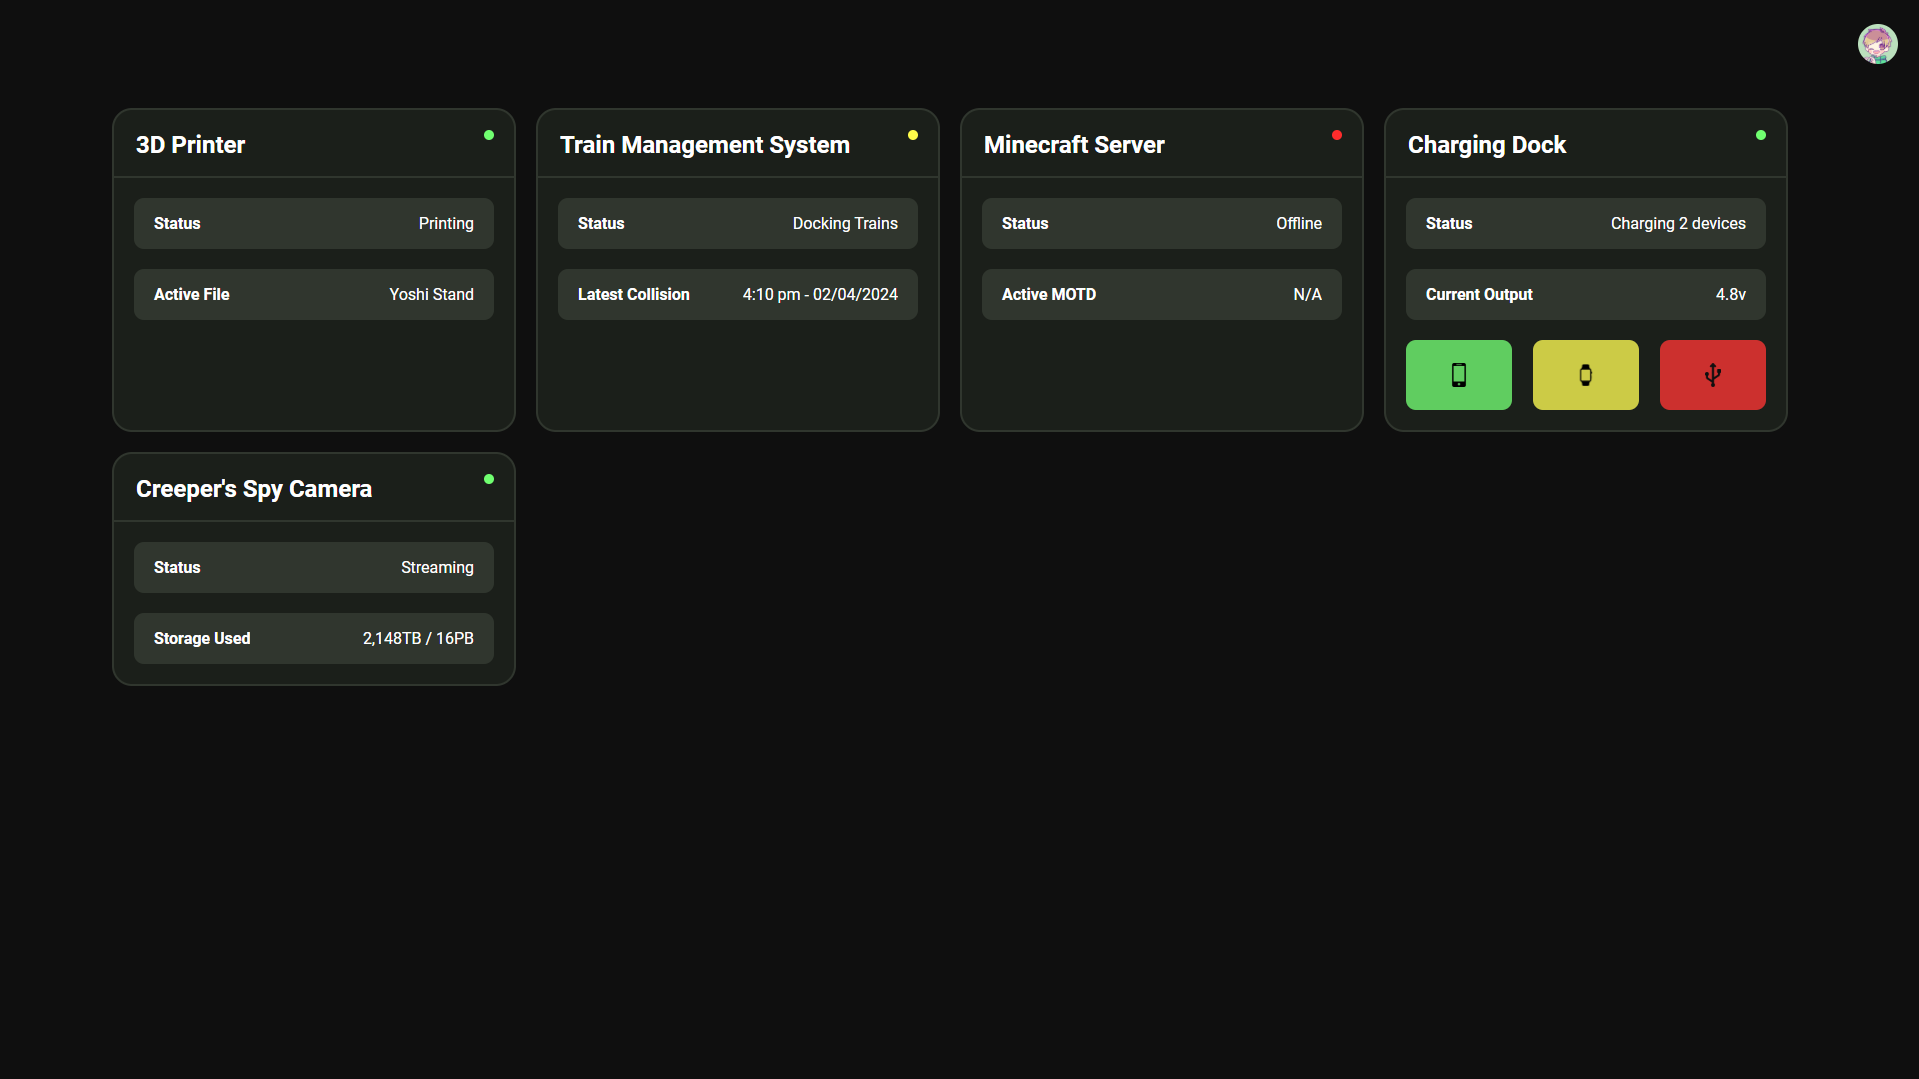 3D Printer
Status Printing
Active File Yoshi Stand
Train Management System
Status Docking Trains
Latest Collision 4:10 pm - 02/04/2024
Minecraft Server
Status Offline
Active MOTD N/A
Charging Dock
Status Charging 2 devices
Current Output 4.8v
Creeper's Spy Camera
Status Streaming
Storage Used 2,148TB / 16PB